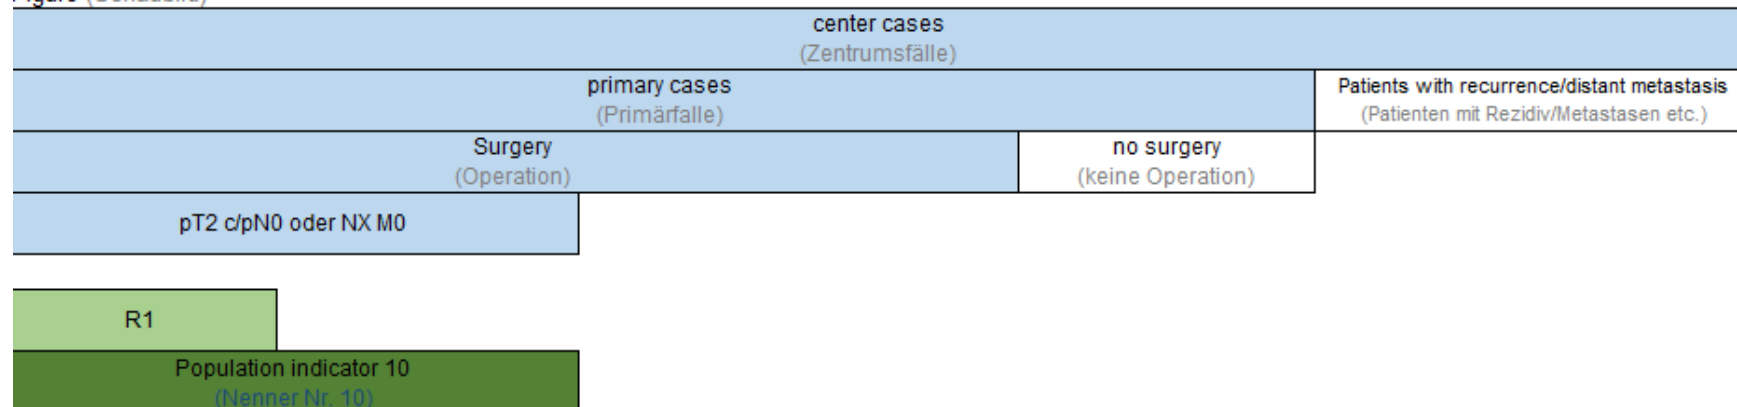 center cases
(Zentrumsfälle)
primary cases
(Primärfalle)
Patients with recurrence/distant metastasis
(Patienten mit Rezidiv/Metastasen etc.)
Surgery
(Operation)
no surgery
(keine Operation)
pT2 c/pN0 oder NX M0
R1
Population indicator 10
(Nenner Nr. 10)